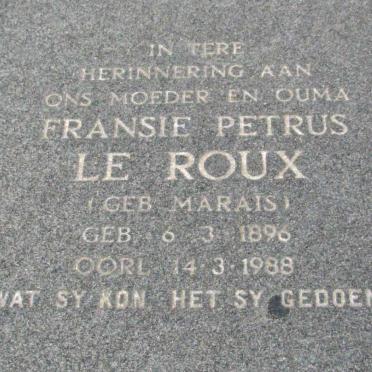 IN TERE
HERINNERING AAN
ONS MOEDER EN OUMA
FRANSIE PETRUS
LE ROUX
(GEB MARAIS)
GEB 6·3·1896
OORL 14·3·1988
WAT SY KON HET SY GEDOEN